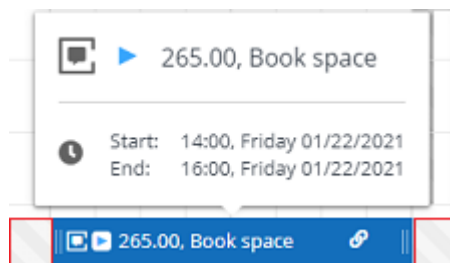 265.00, Book space
Start: 14:00, Friday 01/22/2021
End: 16:00, Friday 01/22/2021
265.00, Book space